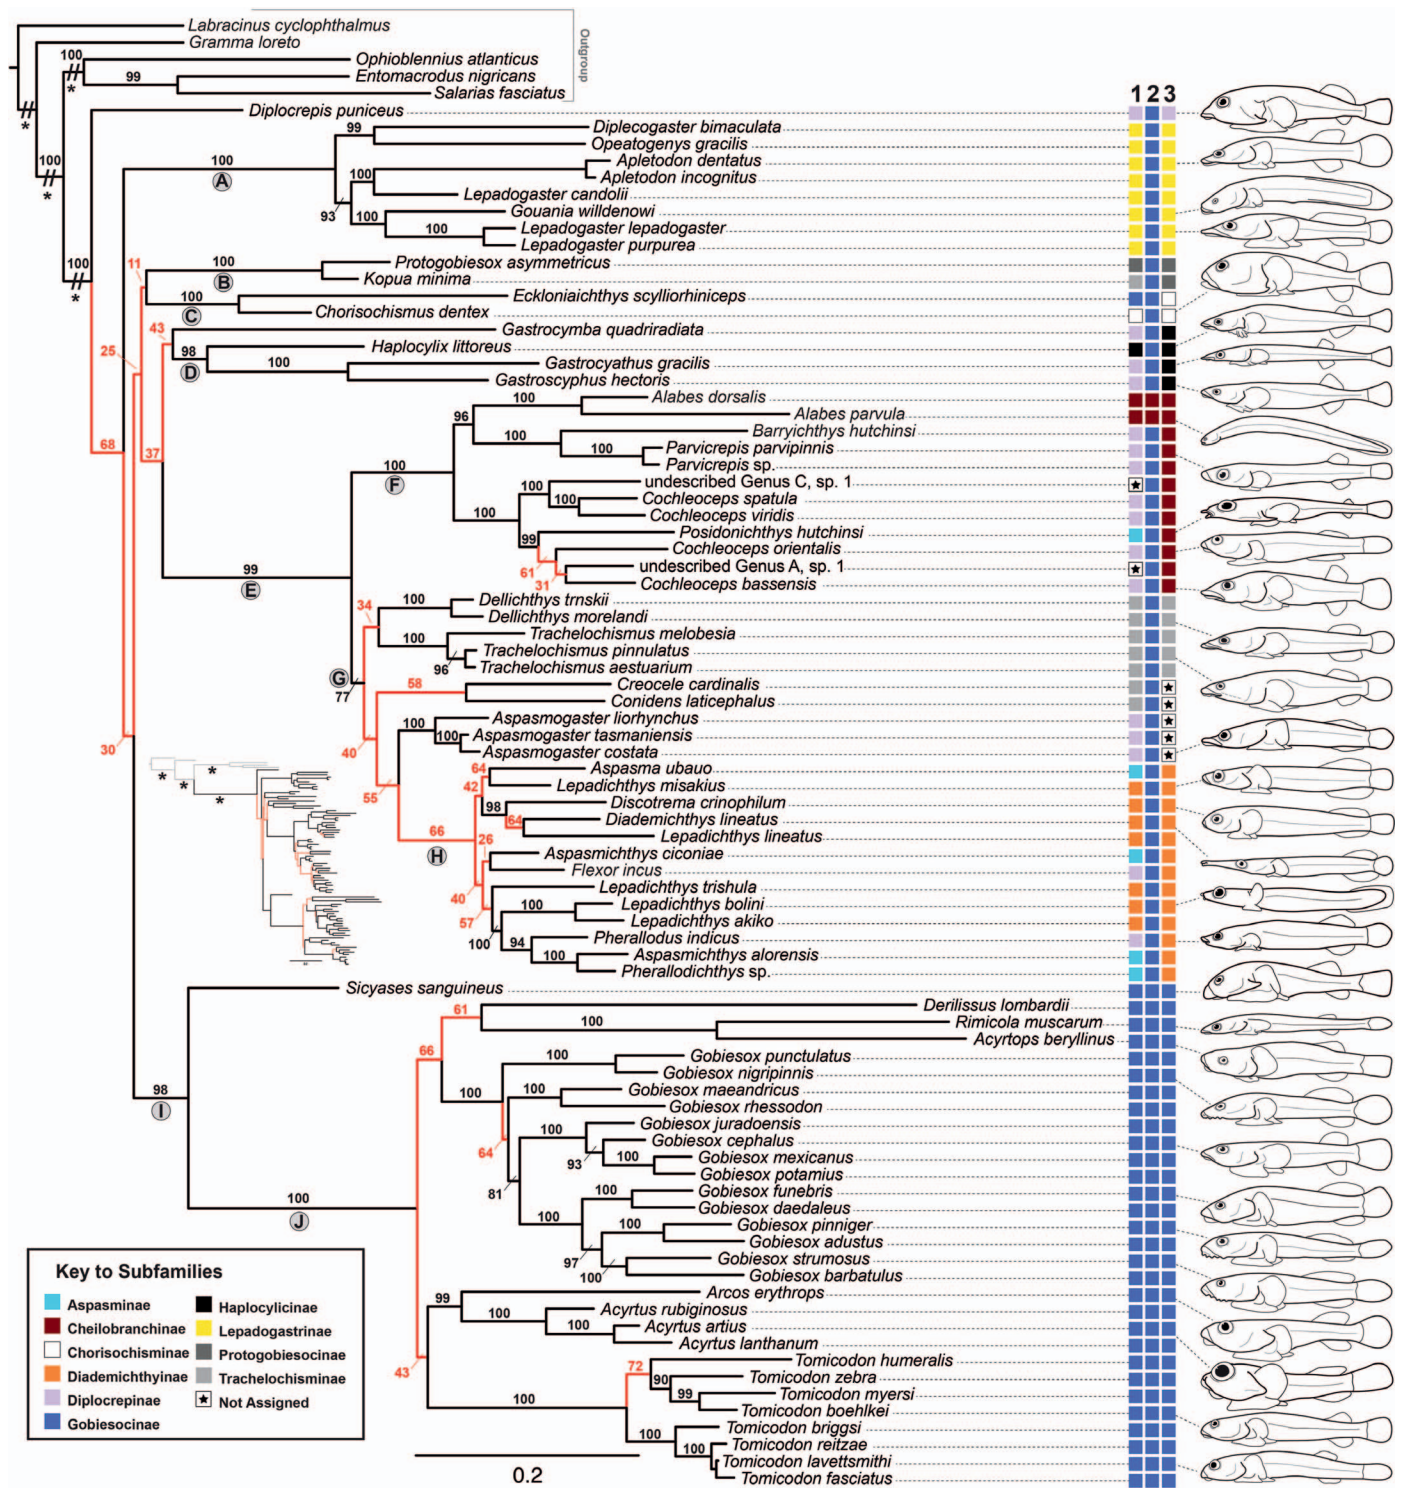 Labracinus cyclophthalmus
Gramma loreto
Outgroup
100 Ophioblennius atlanticus
99 Entomacrodus nigricans
Salarias fasciatus
1 2 3
Diplocrepis puniceus
99 Diplecogaster bimaculata
Opeatogenys gracilis
100 Apletodon dentatus
A
100 Apletodon incognitus
Lepadogaster candolii
93 100 Gouania willdenowi
100 Lepadogaster lepadogaster
Lepadogaster purpurea
100
*
*
*
100
*
11 100 Protogobiesox asymmetricus
B
Kopua minima
100 Eckloniaichthys scylliorhiniceps
C
Chorisochismus dentex
43 Gastrocymba quadriradiata
25 98 Haplocylix littoreus
D
100 Gastrocyathus gracilis
Gastroscyphus hectoris
100 Alabes dorsalis
96 Alabes parvula
100 Barryichthys hutchinsi
68 37 100 Parvicrepis parvipinnis
100 Parvicrepis sp.
F
100 undescribed Genus C, sp. 1
100 Cochleoceps spatula
100 Cochleoceps viridis
99 Posidonichthys hutchinsi
Cochleoceps orientalis
61 undescribed Genus A, sp. 1
99 31 Cochleoceps bassensis
E
34 100 Dellichthys trnskii
Dellichthys morelandi
100 Trachelochismus melobesia
Trachelochismus pinnulatus
96 Trachelochismus aestuarium
G
77 58 Creocele cardinalis
Conidens laticephalus
100 Aspasmogaster liorhynchus
100 Aspasmogaster tasmaniensis
30 40 Aspasmogaster costata
64 Aspasma ubauo
* * *
42 Lepadichthys misakius
55 98 Discotrema crinophilum
64 Diademichthys lineatus
66 Lepadichthys lineatus
H
26 Aspasmichthys ciconiae
Flexor incus
40 Lepadichthys trishula
57 100 Lepadichthys bolini
Lepadichthys akiko
100 94 Pherallodus indicus
100 Aspasmichthys alorensis
Pherallodichthys sp.
Sicyases sanguineus
61 Derilissus lombardii
100 Rimicola muscarum
Acyrtops beryllinus
66 100 Gobiesox punctulatus
Gobiesox nigripinnis
98 100 100 Gobiesox maeandricus
I
Gobiesox rhessodon
100 Gobiesox juradoensis
64 Gobiesox cephalus
93 100 Gobiesox mexicanus
Gobiesox potamius
81 100 Gobiesox funebris
100 Gobiesox daedaleus
J
100 100 Gobiesox pinniger
Gobiesox adustus
97 Gobiesox strumosus
100 Gobiesox barbatulus
99 Arcos erythrops
100 Acyrtus rubiginosus
100 Acyrtus artius
Acyrtus lanthanum
43 72 Tomicodon humeralis
90 Tomicodon zebra
99 Tomicodon myersi
100 Tomicodon boehlkei
Tomicodon briggsi
100 Tomicodon reitzae
100 Tomicodon lavettsmithi
Tomicodon fasciatus
0.2
Key to Subfamilies
Aspasminae
Cheilobranchinae
Chorisochisminae
Diademichthyinae
Diplocrepinae
Gobiesocinae
Haplocylicinae
Lepadogastrinae
Protogobiesocinae
Trachelochisminae
Not Assigned